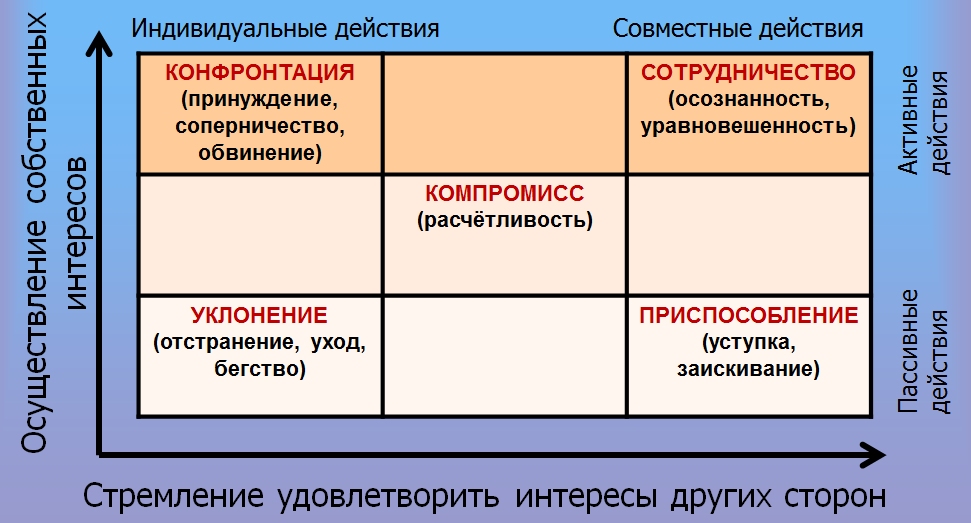 Индивидуальные действия
Совместные действия
Осуществление собственных
интересов
КОНФРОНТАЦИЯ
(принуждение,
соперничество,
обвинение)
СОТРУДНИЧЕСТВО
(осознанность,
уравновешенность)
Активные
действия
КОМПРОМИСС
(расчётливость)
УКЛОНЕНИЕ
(отстранение, уход,
бегство)
ПРИСПОСОБЛЕНИЕ
(уступка,
заискивание)
Пассивные
действия
Стремление удовлетворить интересы других сторон